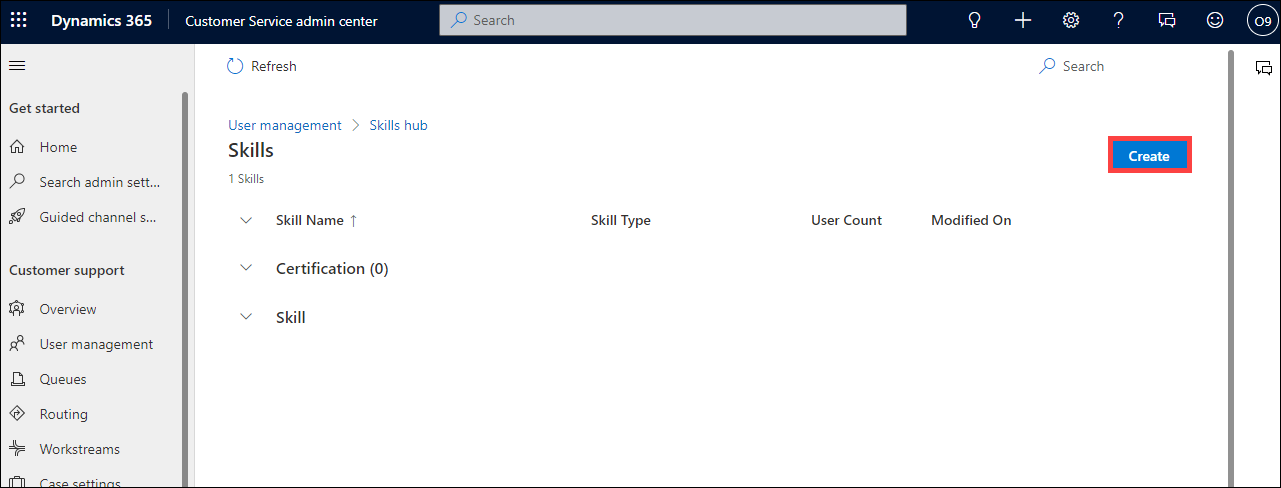 Dynamics 365 Customer Service admin center Search O9
Refresh Search
Get started
User management Skills hub
Skills
Create
1 Skills
Home
Search admin sett...
Guided channel s...
Skill Name ↑ Skill Type User Count Modified On
Certification (0)
Skill
Customer support
Overview
User management
Queues
Routing
Workstreams
Case settings